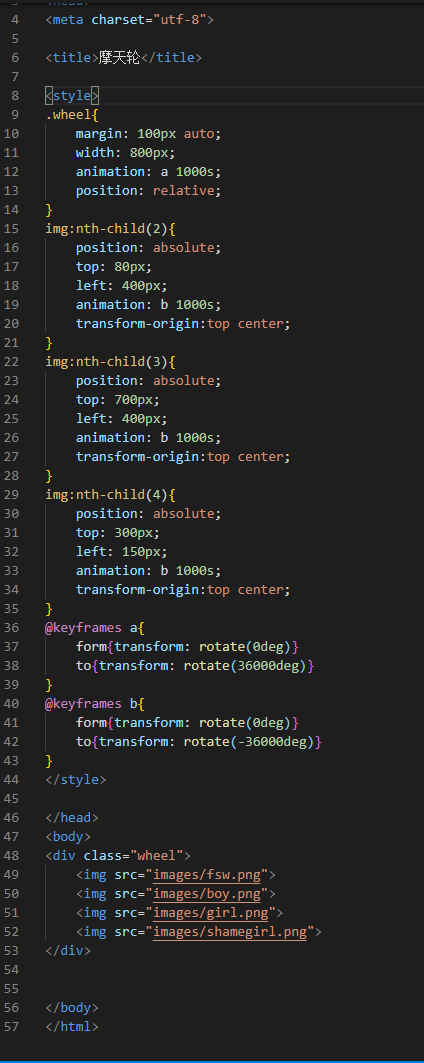 4 <meta charset="utf-8">
5
6 <title>摩天轮</title>
7
8 <style>
9 .wheel{
10 margin: 100px auto;
11 width: 800px;
12 animation: a 1000s;
13 position: relative;
14 }
15 img:nth-child(2){
16 position: absolute;
17 top: 80px;
18 left: 400px;
19 animation: b 1000s;
20 transform-origin:top center;
21 }
22 img:nth-child(3){
23 position: absolute;
24 top: 700px;
25 left: 400px;
26 animation: b 1000s;
27 transform-origin:top center;
28 }
29 img:nth-child(4){
30 position: absolute;
31 top: 300px;
32 left: 150px;
33 animation: b 1000s;
34 transform-origin:top center;
35 }
36 @keyframes a{
37 form{transform: rotate(0deg)}
38 to{transform: rotate(36000deg)}
39 }
40 @keyframes b{
41 form{transform: rotate(0deg)}
42 to{transform: rotate(-36000deg)}
43 }
44 </style>
45
46 </head>
47 <body>
48 <div class="wheel">
49 <img src="images/fsw.png">
50 <img src="images/boy.png">
51 <img src="images/girl.png">
52 <img src="images/shamegirl.png">
53 </div>
54
55
56 </body>
57 </html>